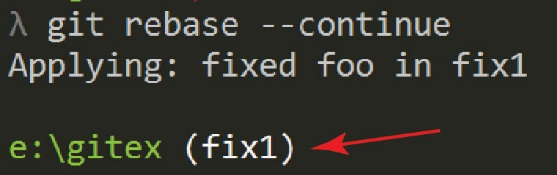 λ git rebase --continue
Applying: fixed foo in fix1
e:\gitex (fix1)